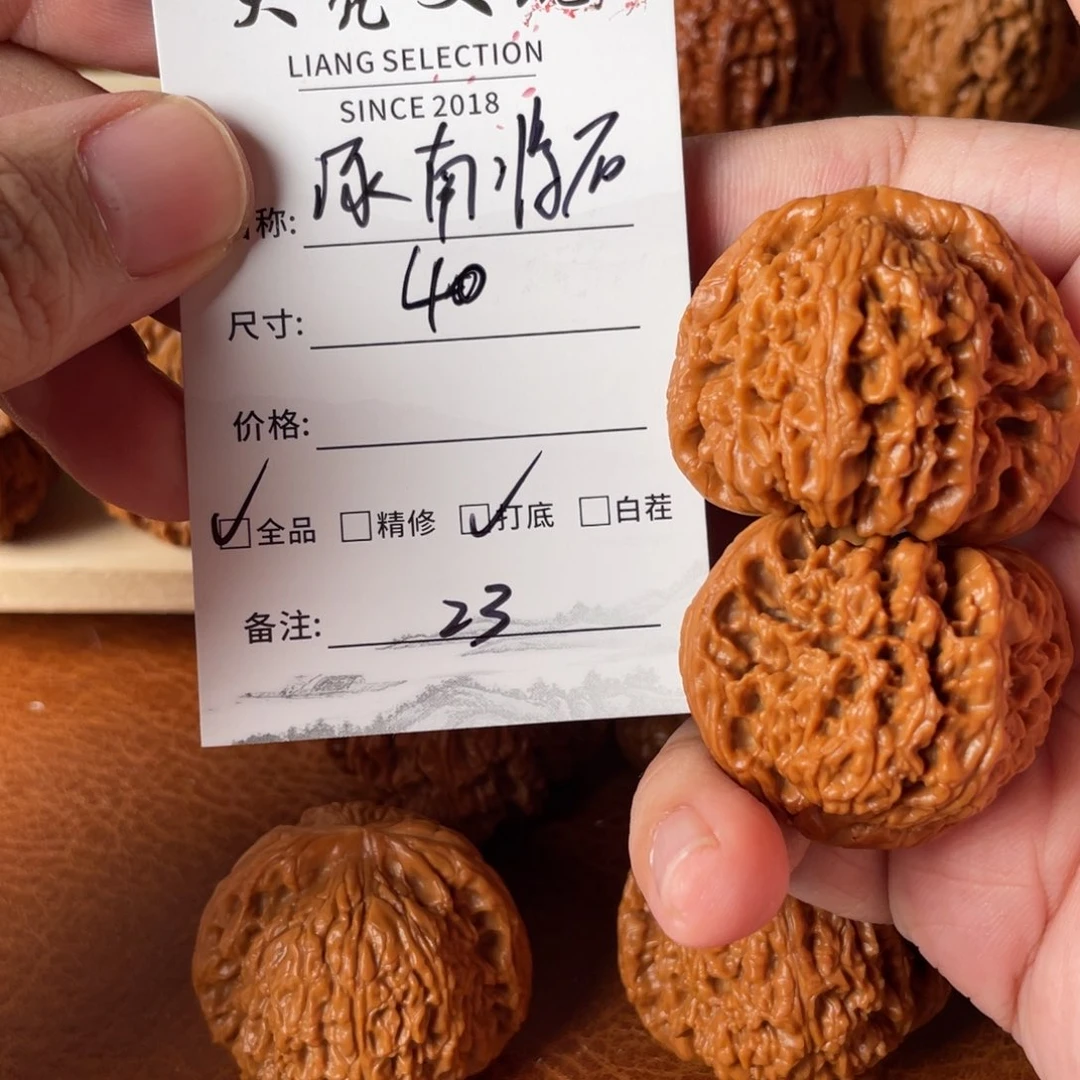 LIANG SELECTION
SINCE 2018
称: 南将石
尺寸: 40
价格:
全品 精修 打底 白茬
备注: 23